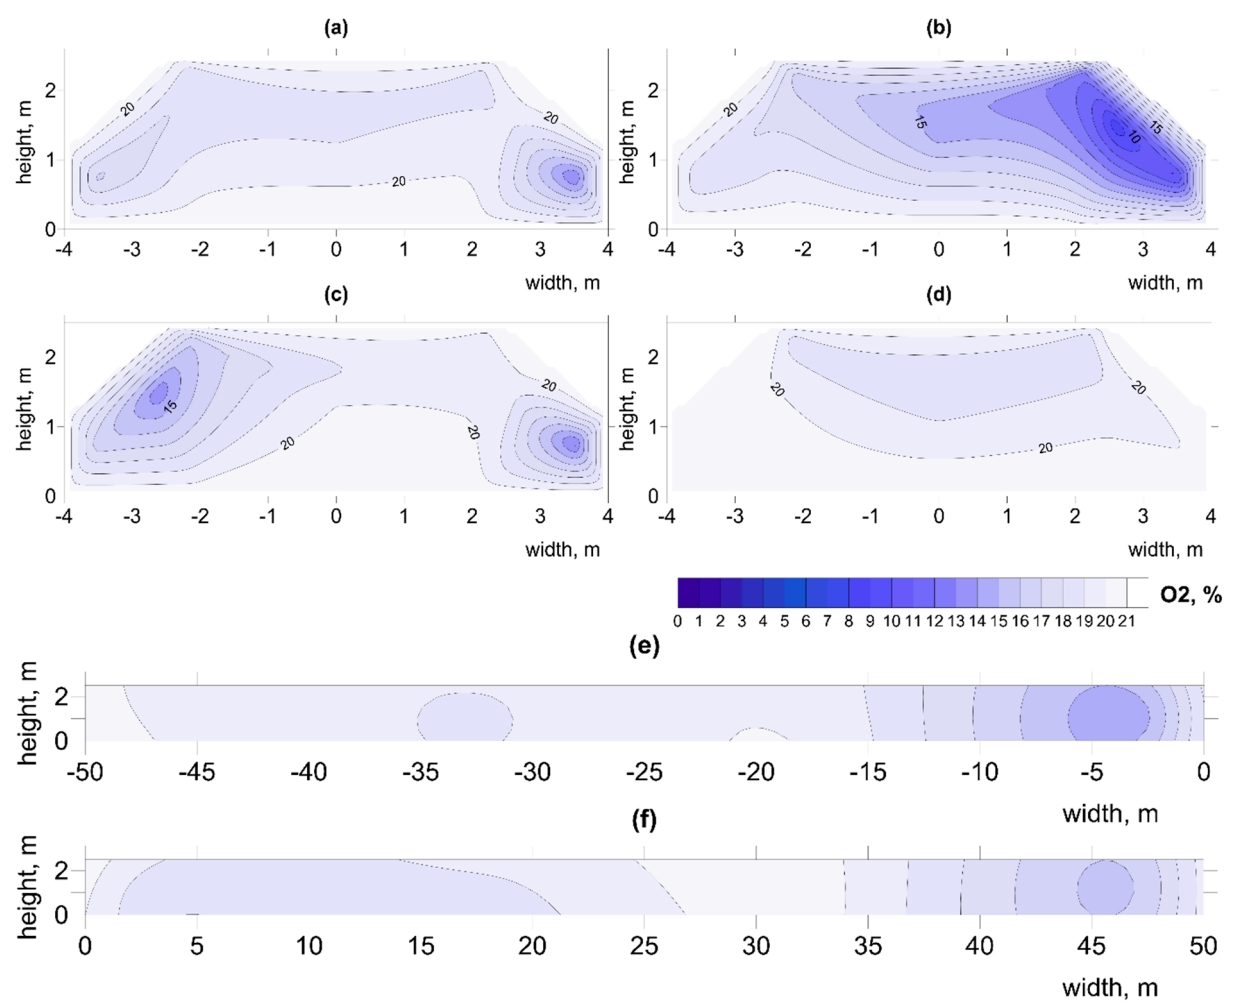 (a) (b)
height, m 2 1 0 20 20 20
-4 -3 -2 -1 0 1 2 3 4
width, m
height, m 2 1 0 20 15 10 15
-4 -3 -2 -1 0 1 2 3 4
width, m
(c) (d)
height, m 2 1 0 15 20 20 20
-4 -3 -2 -1 0 1 2 3 4
width, m
height, m 2 1 0 20 20 20
-4 -3 -2 -1 0 1 2 3 4
width, m
O2, %
0 1 2 3 4 5 6 7 8 9 10 11 12 13 14 15 16 17 18 19 20 21
(e)
height, m 2 0
-50 -45 -40 -35 -30 -25 -20 -15 -10 -5 0
width, m
(f)
height, m 2 0
0 5 10 15 20 25 30 35 40 45 50
width, m